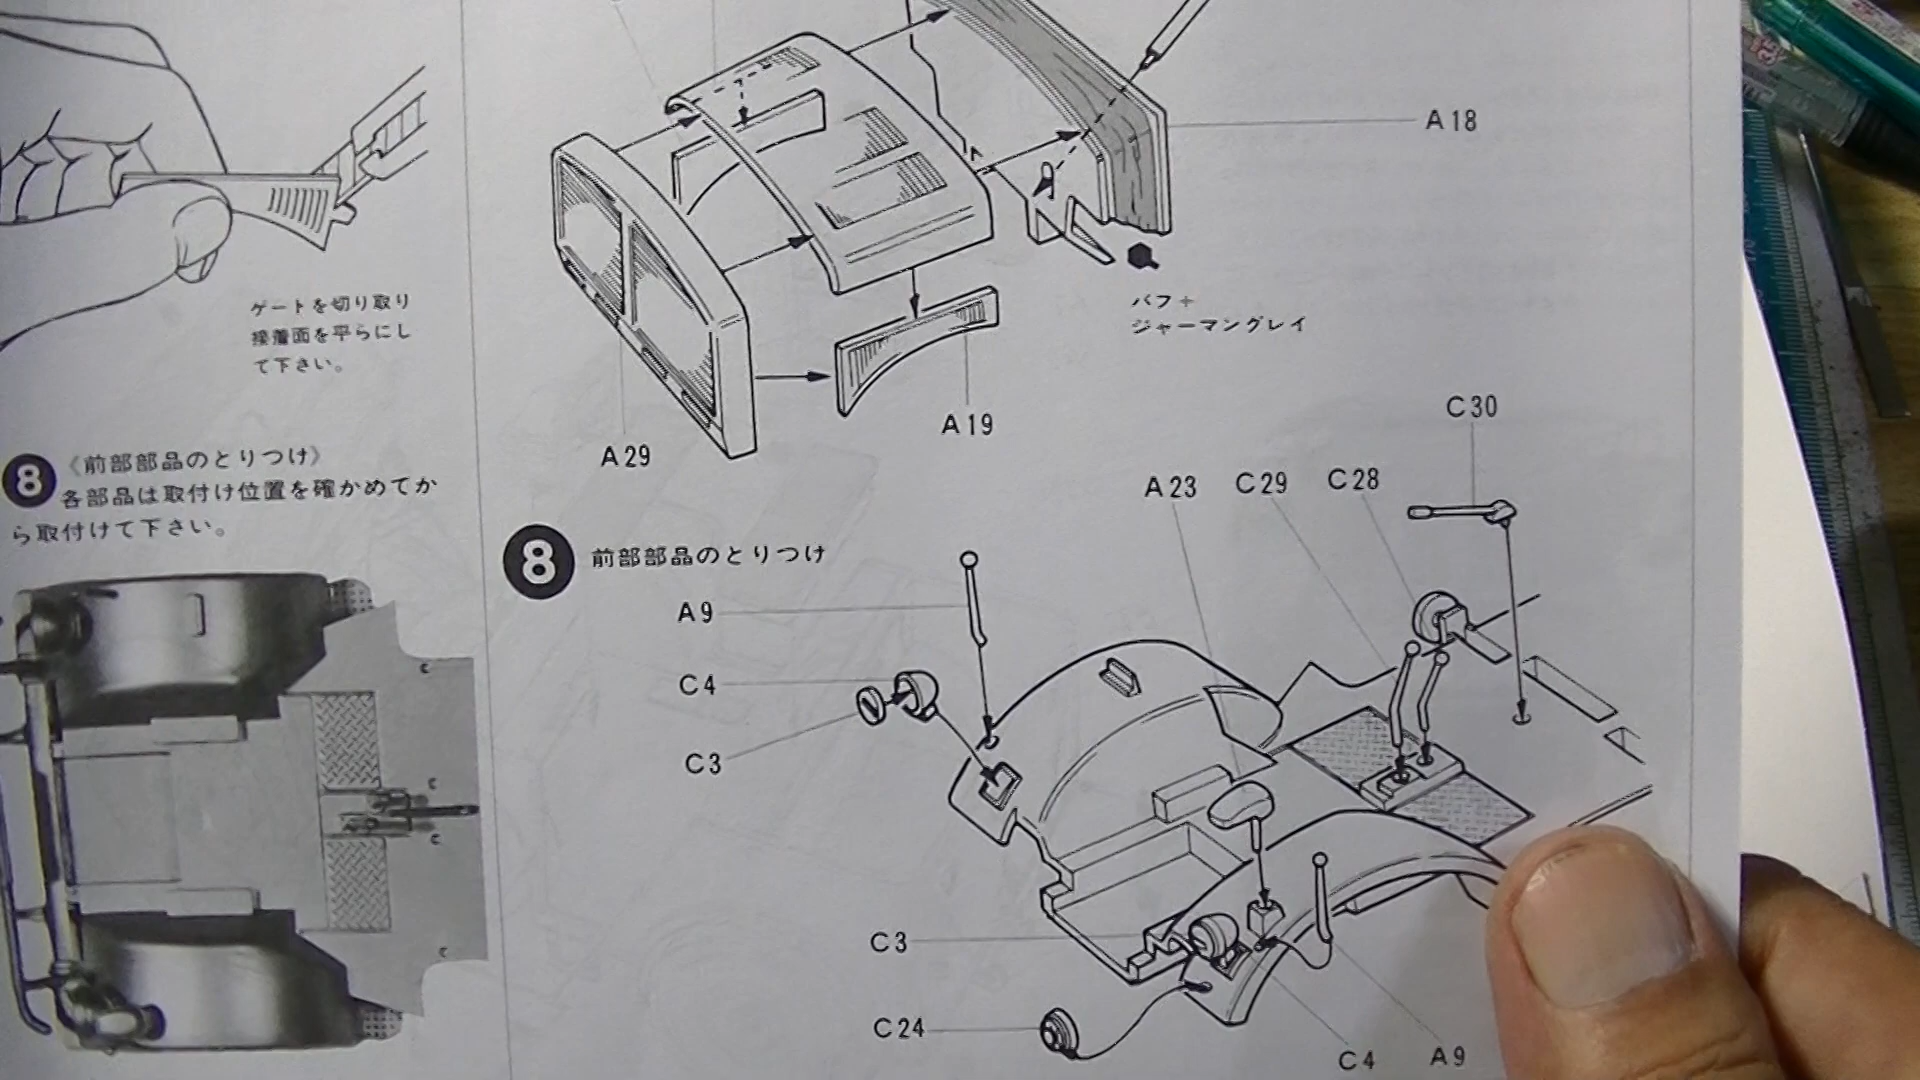 ゲートを切り取り
接着面を平らにし
て下さい。
8 《前部部品のとりつけ》
各部品は取付け位置を確かめてか
ら取付けて下さい。
A18
バフ+
ジャーマングレイ
A19
A29
8 前部部品のとりつけ
C30
A23 C29 C28
A9
C4
C3
C3
C24
C4 A9